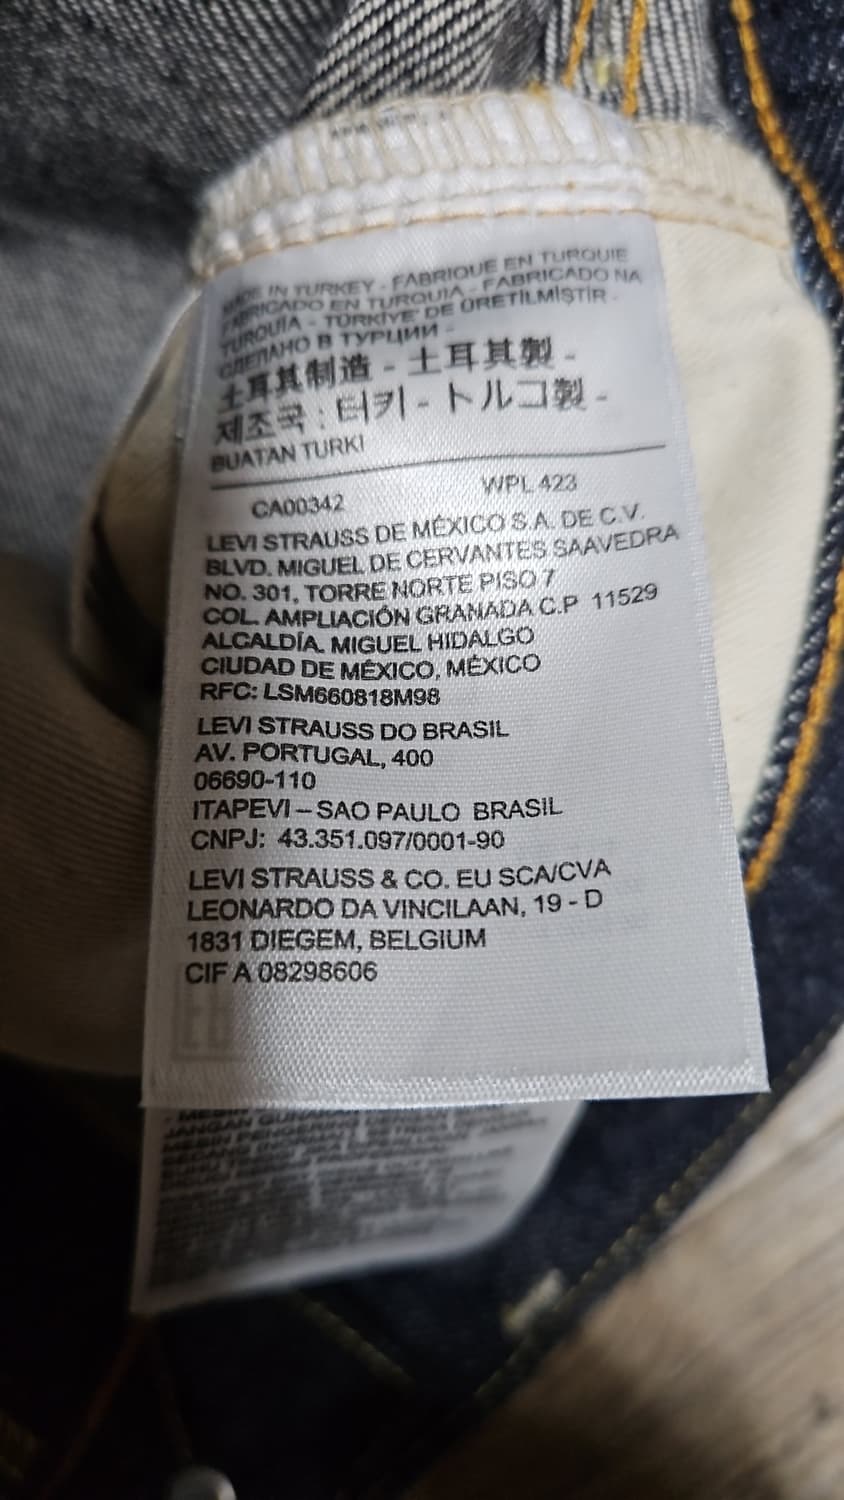 MADE IN TURKEY - FABRIQUÉ EN TURQUIE
FABRICADO EN TURQUIA - FABRICADO NA
TURQUÍA - TÜRKİYE DE ÜRETİLMİŞTİR -
СДЕЛАНО В ТУРЦИИ -
土耳其制造 - 土耳其製 -
제조국 : 터키 - トルコ製 -
BUATAN TURKI
CA00342 WPL 423
LEVI STRAUSS DE MÉXICO S.A. DE C.V.
BLVD. MIGUEL DE CERVANTES SAAVEDRA
NO. 301, TORRE NORTE PISO 7
COL. AMPLIACIÓN GRANADA C.P 11529
ALCALDÍA. MIGUEL HIDALGO
CIUDAD DE MÉXICO, MÉXICO
RFC: LSM660818M98
LEVI STRAUSS DO BRASIL
AV. PORTUGAL, 400
06690-110
ITAPEVI – SAO PAULO BRASIL
CNPJ: 43.351.097/0001-90
LEVI STRAUSS & CO. EU SCA/CVA
LEONARDO DA VINCILAAN, 19 - D
1831 DIEGEM, BELGIUM
CIF A 08298606
JANGAN